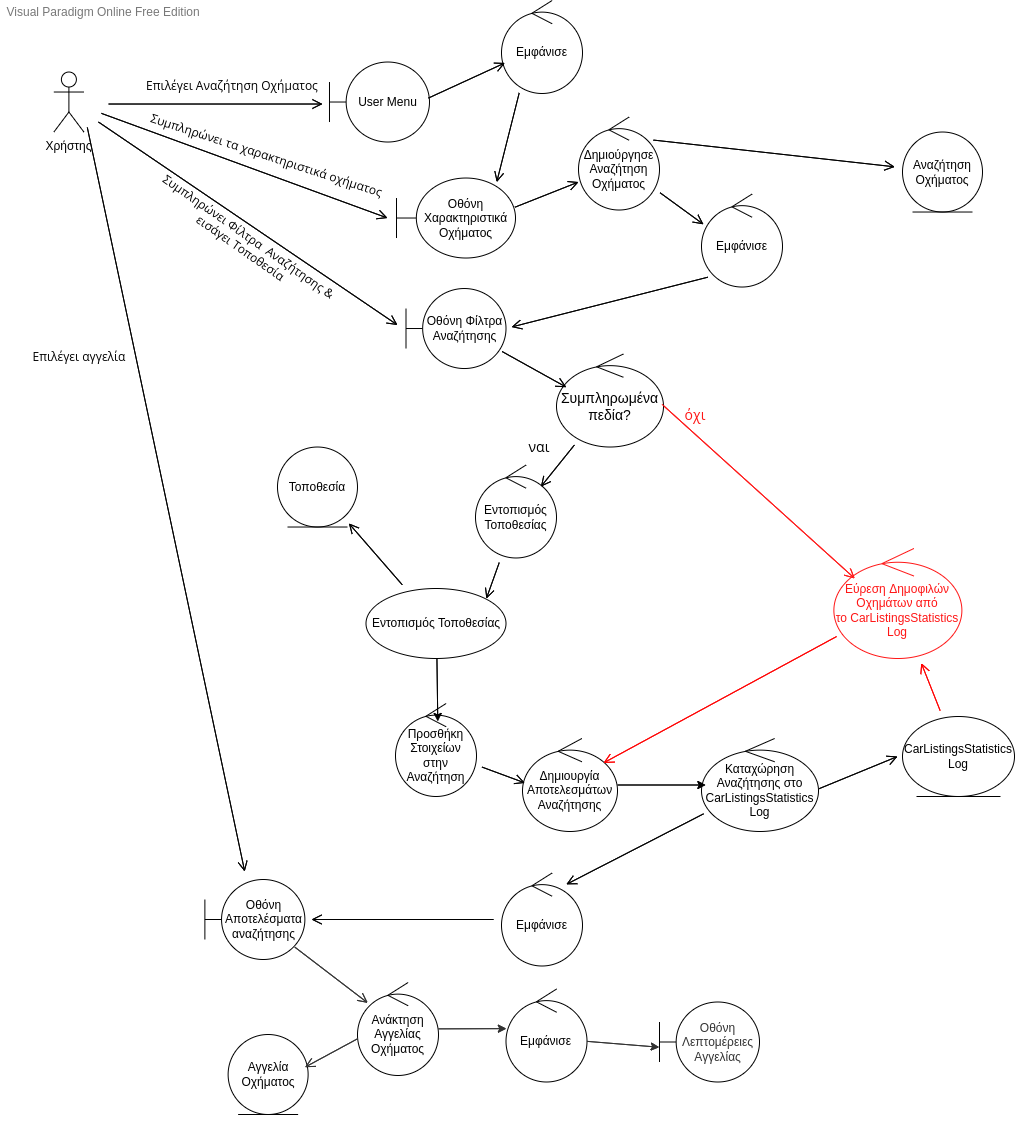 Visual Paradigm Online Free Edition
Εμφάνισε
Επιλέγει Αναζήτηση Οχήματος
User Menu
Χρήστης
Συμπληρώνει τα χαρακτηριστικά οχήματος
Δημιούργησε
Αναζήτηση
Οχήματος
Αναζήτηση
Οχήματος
Συμπληρώνει Φίλτρα Αναζήτησης &
εισάγει Τοποθεσία
Οθόνη
Χαρακτηριστικά
Οχήματος
Εμφάνισε
Οθόνη Φίλτρα
Αναζήτησης
Επιλέγει αγγελία
Συμπληρωμένα
πεδία?
όχι
ναι
Τοποθεσία
Εντοπισμός
Τοποθεσίας
Εύρεση Δημοφιλών
Οχημάτων από
το CarListingsStatistics
Log
Εντοπισμός Τοποθεσίας
Προσθήκη
Στοιχείων
στην
Αναζήτηση
Δημιουργία
Αποτελεσμάτων
Αναζήτησης
Καταχώρηση
Αναζήτησης στο
CarListingsStatistics
Log
CarListingsStatistics
Log
Οθόνη
Αποτελέσματα
αναζήτησης
Εμφάνισε
Ανάκτηση
Αγγελίας
Οχήματος
Εμφάνισε
Οθόνη
Λεπτομέρειες
Αγγελίας
Αγγελία
Οχήματος